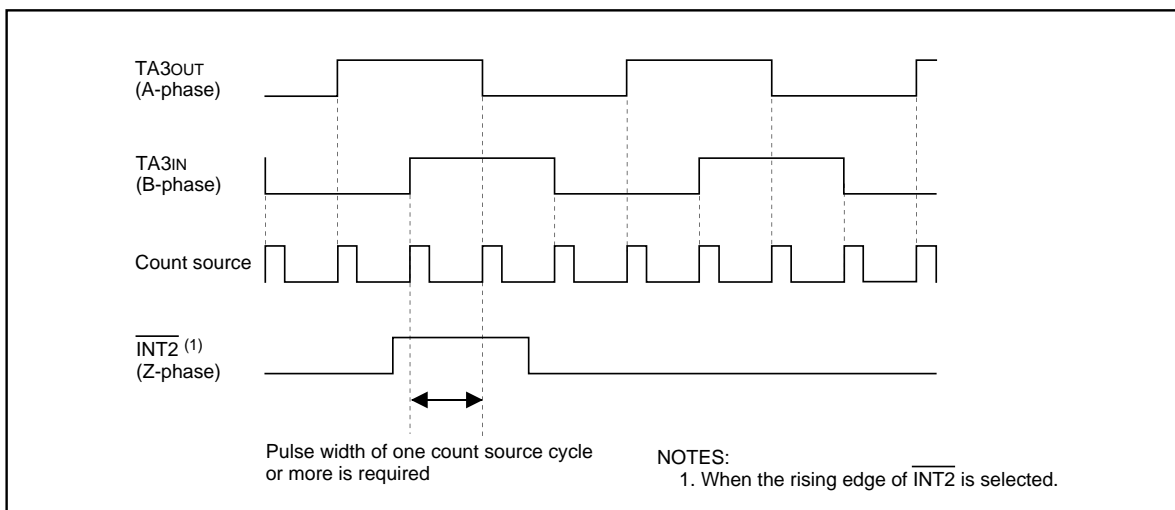 TA3OUT
(A-phase)
TA3IN
(B-phase)
Count source
INT2 (1)
(Z-phase)
Pulse width of one count source cycle
or more is required
NOTES:
1. When the rising edge of INT2 is selected.